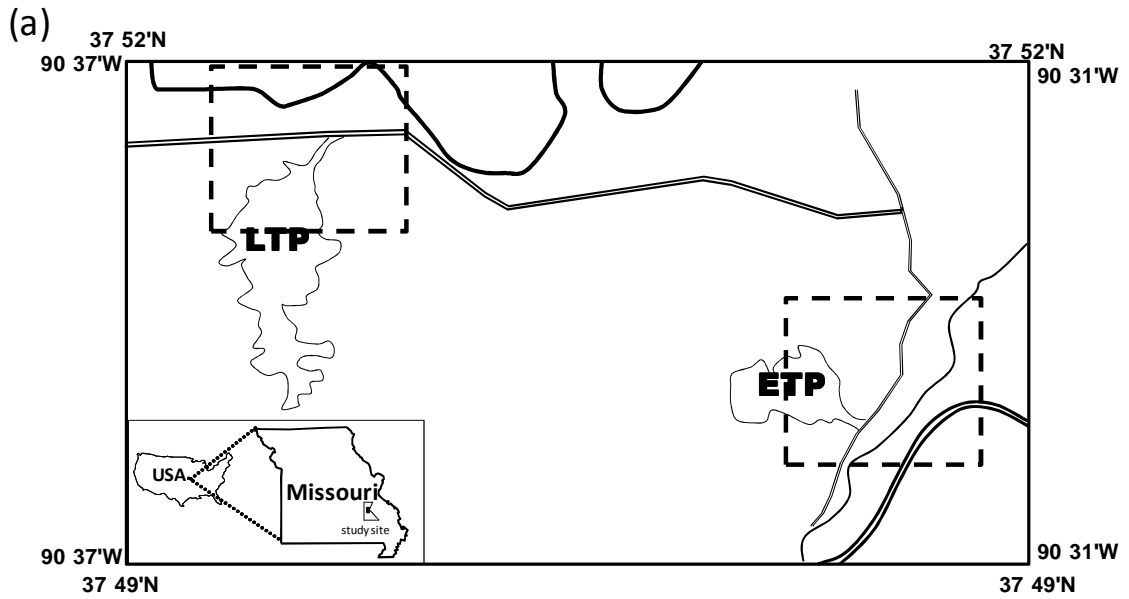 (a)
37 52'N
37 52'N
90 37'W
90 31'W
LTP
ETP
USA
Missouri
study site
90 37'W
90 31'W
37 49'N
37 49'N